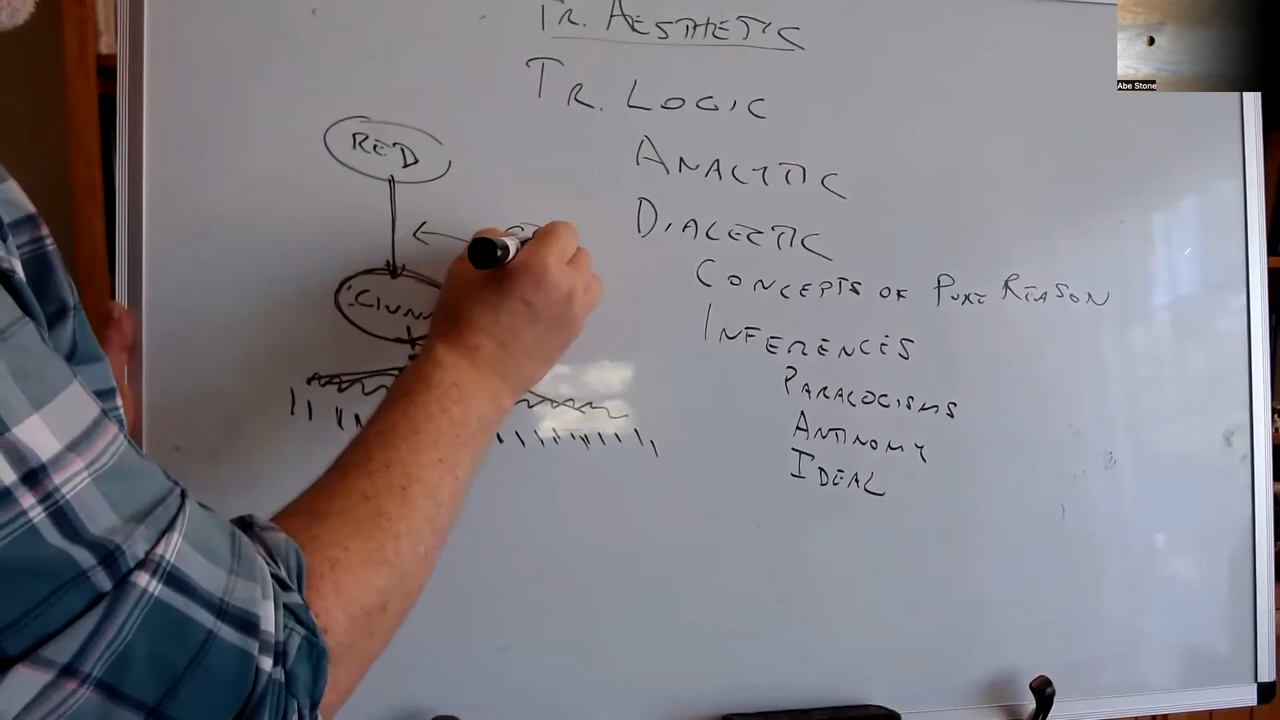 TR. AESTHETIC
TR. LOGIC
ANALYTIC
DIALECTIC
CONCEPTS OF PURE REASON
INFERENCES
PARALOGISMS
ANTINOMY
IDEAL
RED
Abe Stone